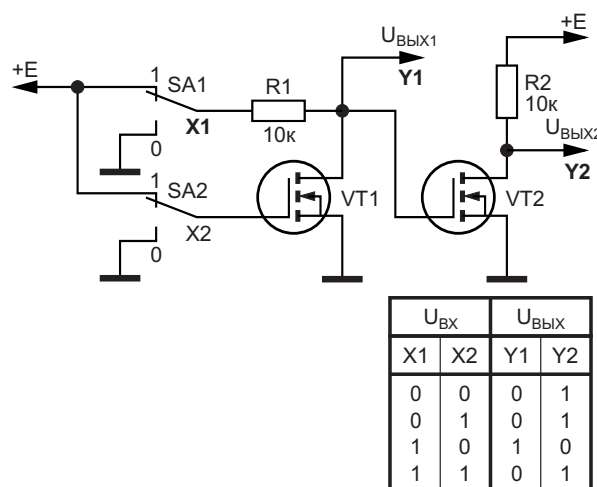 UВЫХ1
Y1
+E
+E
1
SA1
X1
0
R1
10к
R2
10к
UВЫХ2
Y2
1
SA2
X2
0
VT1
VT2
UВХ UВЫХ
X1 X2 Y1 Y2
0 0 0 1
0 1 0 1
1 0 1 0
1 1 0 1